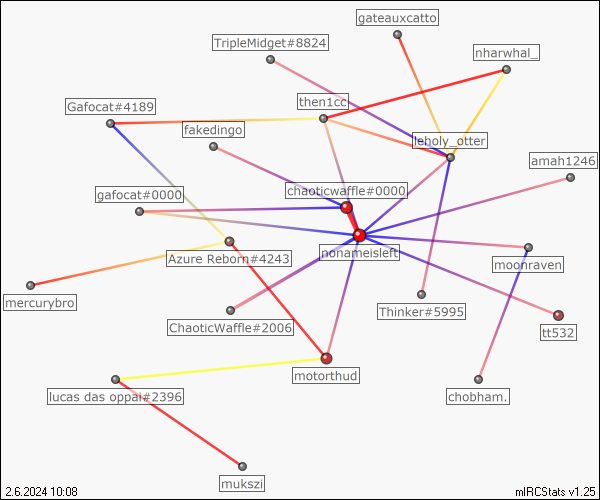 gateauxcatto
TripleMidget#8824
nharwhal_
Gafocat#4189
then1cc
fakedingo
leholy_otter
amah1246
chaoticwaffle#0000
gafocat#0000
nonameisleft
Azure Reborn#4243
moonraven
mercurybro
Thinker#5995
ChaoticWaffle#2006
tt532
motorthud
lucas das oppai#2396
chobham.
mukszi
2.6.2024 10:08
mIRCStats v1.25